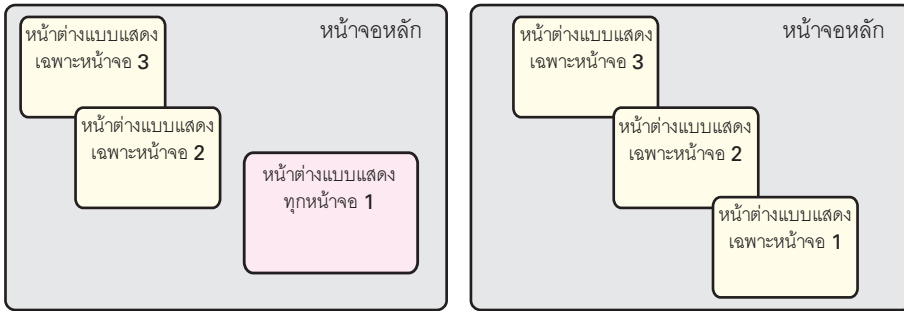 หน้าจอหลัก
หน้าต่างแบบแสดง
เฉพาะหน้าจอ 3
หน้าต่างแบบแสดง
เฉพาะหน้าจอ 2
หน้าต่างแบบแสดง
ทุกหน้าจอ 1
หน้าจอหลัก
หน้าต่างแบบแสดง
เฉพาะหน้าจอ 3
หน้าต่างแบบแสดง
เฉพาะหน้าจอ 2
หน้าต่างแบบแสดง
เฉพาะหน้าจอ 1